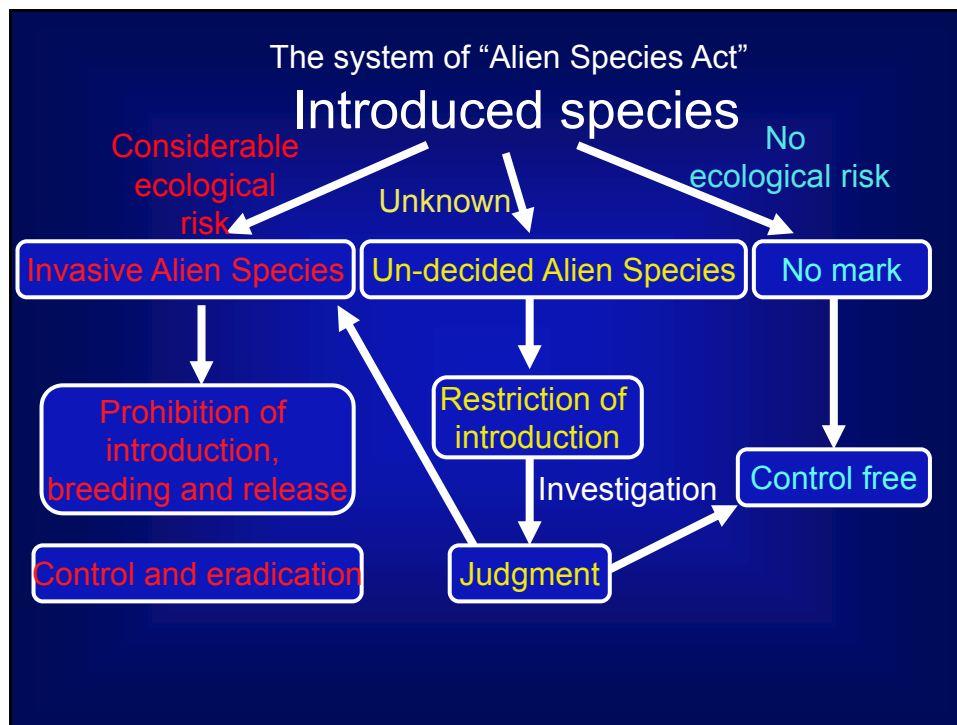 The system of “Alien Species Act”
Introduced species
Considerable
ecological
risk
Unknown
No
ecological risk
Invasive Alien Species
Un-decided Alien Species
No mark
Prohibition of
introduction,
breeding and release
Restriction of
introduction
Investigation
Control free
Control and eradication
Judgment